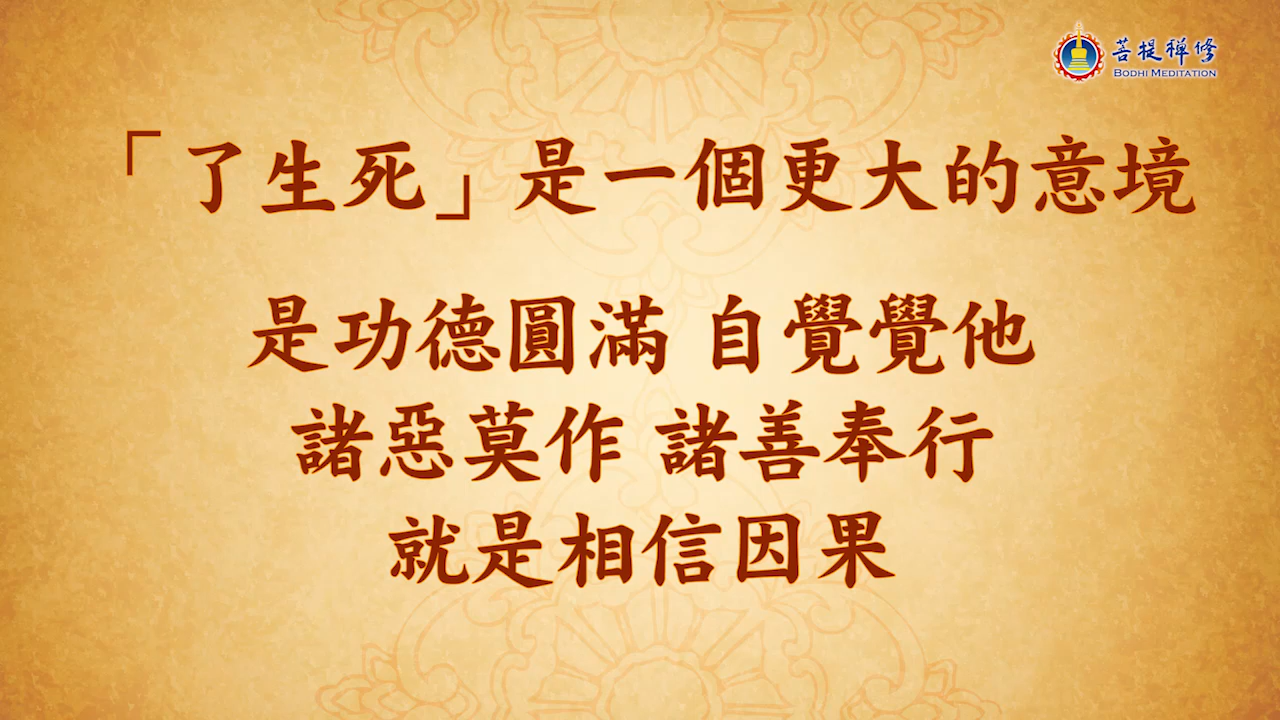 菩提禪修
BODHI MEDITATION
「了生死」是一個更大的意境
是功德圓滿 自覺覺他
諸惡莫作 諸善奉行
就是相信因果